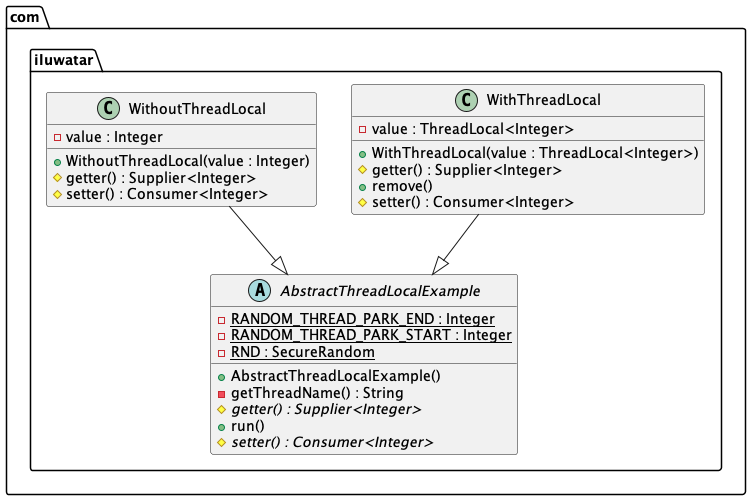 com
iluwatar
C WithoutThreadLocal
value : Integer
WithoutThreadLocal(value : Integer)
getter() : Supplier<Integer>
setter() : Consumer<Integer>
C WithThreadLocal
value : ThreadLocal<Integer>
WithThreadLocal(value : ThreadLocal<Integer>)
getter() : Supplier<Integer>
remove()
setter() : Consumer<Integer>
A AbstractThreadLocalExample
RANDOM_THREAD_PARK_END : Integer
RANDOM_THREAD_PARK_START : Integer
RND : SecureRandom
AbstractThreadLocalExample()
getThreadName() : String
getter() : Supplier<Integer>
run()
setter() : Consumer<Integer>